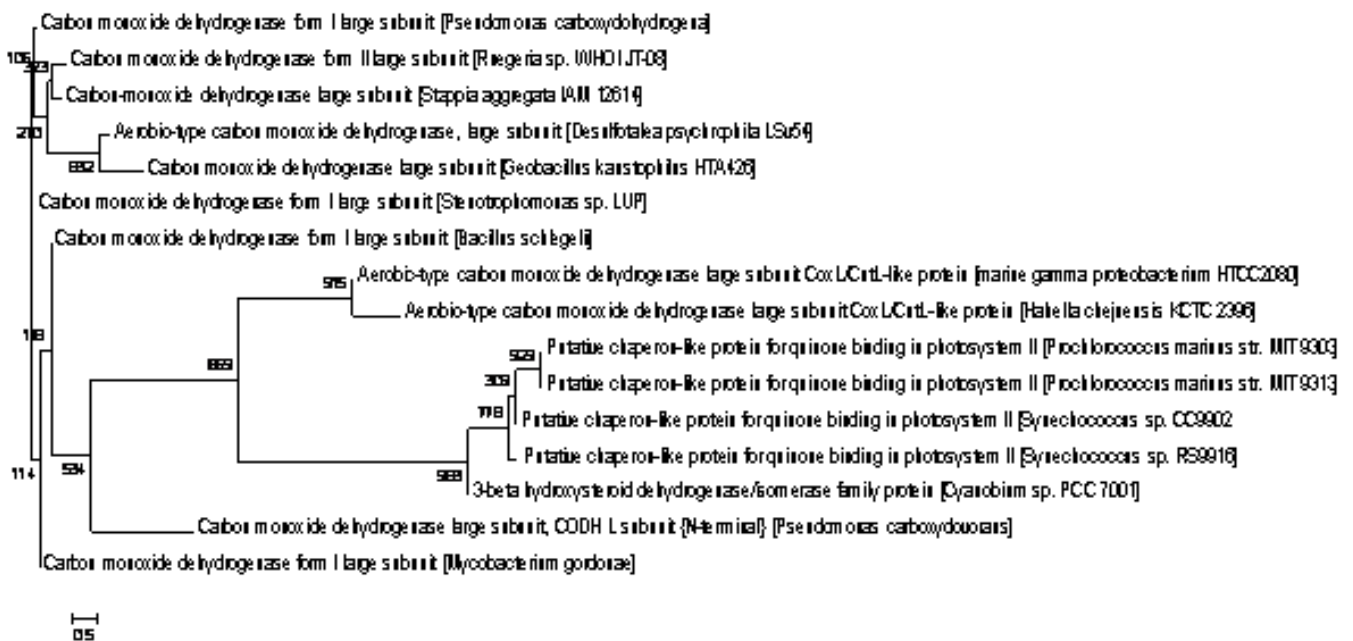 Carbon monoxide dehydrogenase form I large subunit [Pseudomonas carboxydohydrogena]
106
Carbon monoxide dehydrogenase form II large subunit [Ruegeria sp. WHOI JT-08]
323
Carbon-monoxide dehydrogenase large subunit [Stappia aggregata IAM 12614]
Aerobic-type carbon monoxide dehydrogenase, large subunit [Desulfotalea psychrophila LSv54]
Carbon monoxide dehydrogenase large subunit [Geobacillus kaustophilus HTA426]
Carbon monoxide dehydrogenase form I large subunit [Stenotrophomonas sp. LUP]
Carbon monoxide dehydrogenase form I large subunit [Bacillus schlegelii]
Aerobic-type carbon monoxide dehydrogenase large subunit CoxL/CutL-like protein [marine gamma proteobacterium HTCC2080]
Aerobic-type carbon monoxide dehydrogenase large subunit CoxL/CutL-like protein [Hahella chejuensis KCTC 2396]
Putative chaperon-like protein for quinone binding in photosystem II [Prochlorococcus marinus str. MIT 9303]
Putative chaperon-like protein for quinone binding in photosystem II [Prochlorococcus marinus str. MIT 9313]
Putative chaperon-like protein for quinone binding in photosystem II [Synechococcus sp. CC9902
Putative chaperon-like protein for quinone binding in photosystem II [Synechococcus sp. RS9916]
114
534
3-beta hydroxysteroid dehydrogenase/isomerase family protein [Cyanobium sp. PCC 7001]
Carbon monoxide dehydrogenase large subunit, CODH L subunit {N-terminal} [Pseudomonas carboxydovorans]
Carbon monoxide dehydrogenase form I large subunit [Mycobacterium gordonae]
0.5